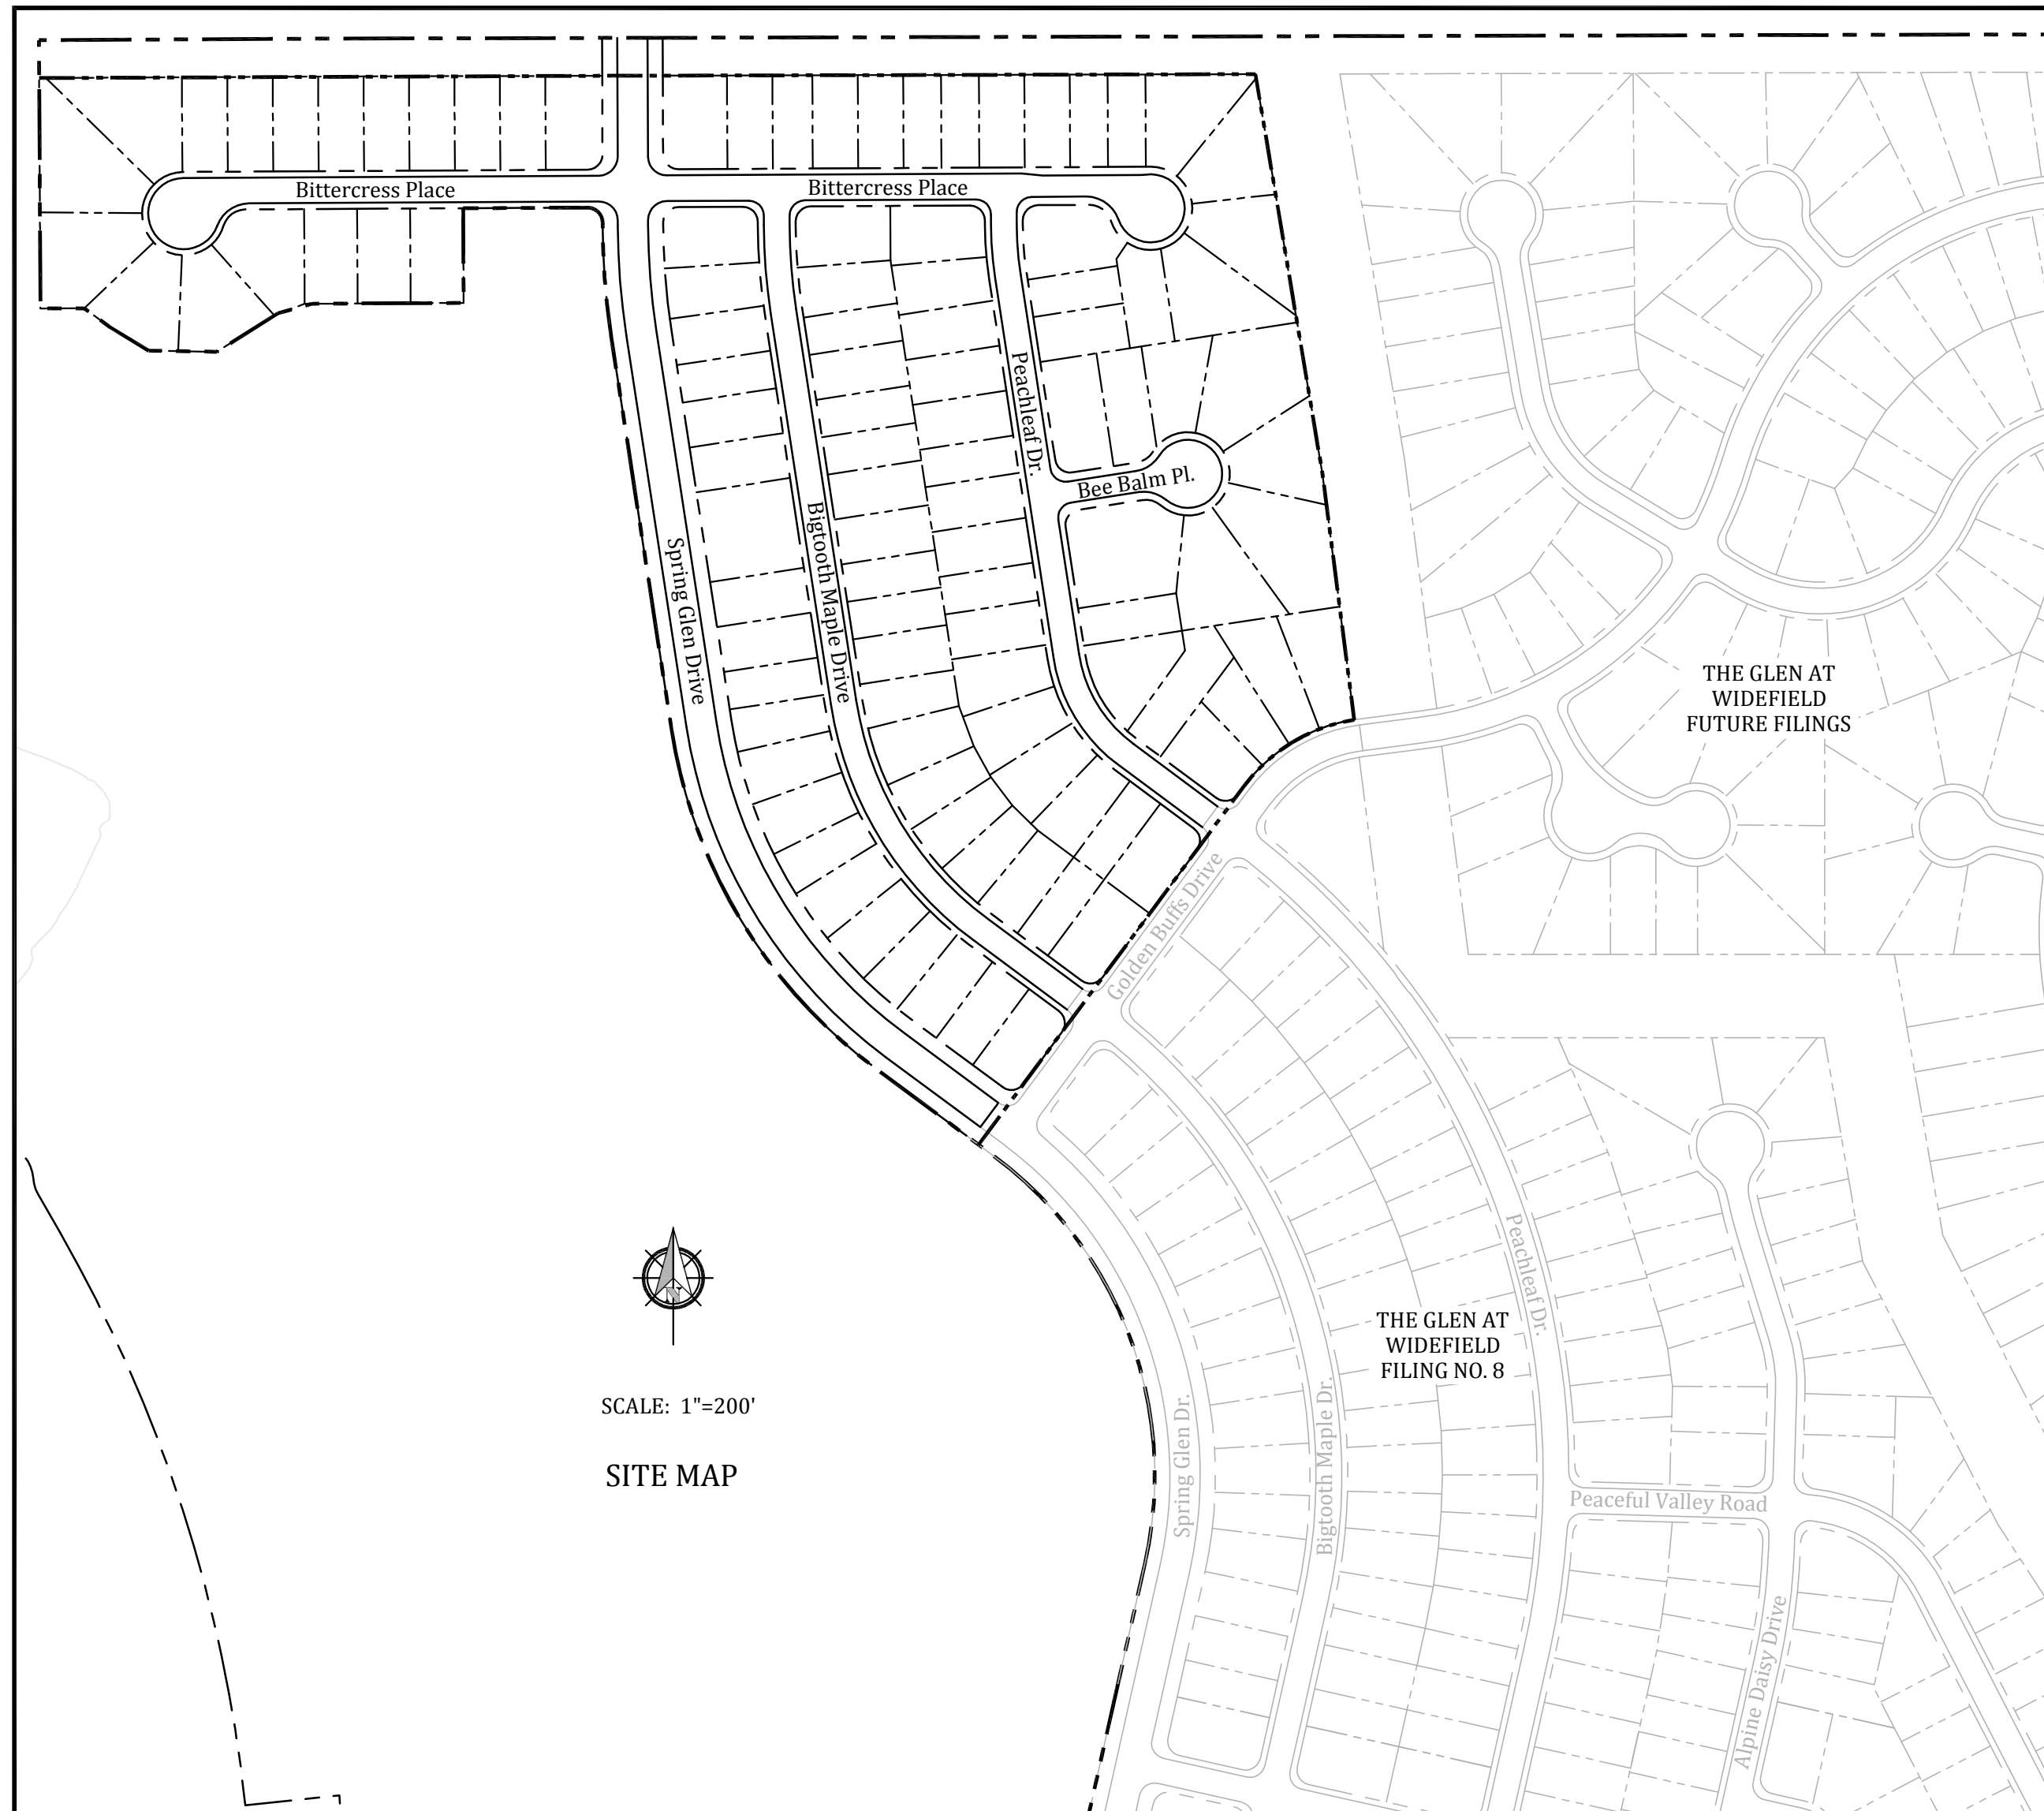 Bittercress Place
Bittercress Place
Peachleaf Dr.
Bee Balm Pl.
Bigtooth Maple Drive
Spring Glen Drive
THE GLEN AT
WIDEFIELD
FUTURE FILINGS
Golden Buffs Drive
N
Peachleaf Dr.
THE GLEN AT
WIDEFIELD
FILING NO. 8
SCALE: 1"=200'
SITE MAP
Spring Glen Dr.
Bigtooth Maple Dr.
Peaceful Valley Road
Alpine Daisy Drive